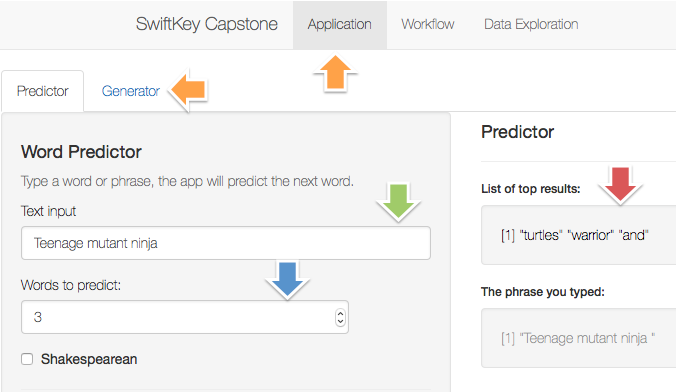 SwiftKey Capstone Application Workflow Data Exploration
Predictor Generator
Word Predictor
Type a word or phrase, the app will predict the next word.
Text input
Teenage mutant ninja
Words to predict:
3
Shakespearean
Predictor
List of top results:
[1] "turtles" "warrior" "and"
The phrase you typed:
[1] "Teenage mutant ninja "